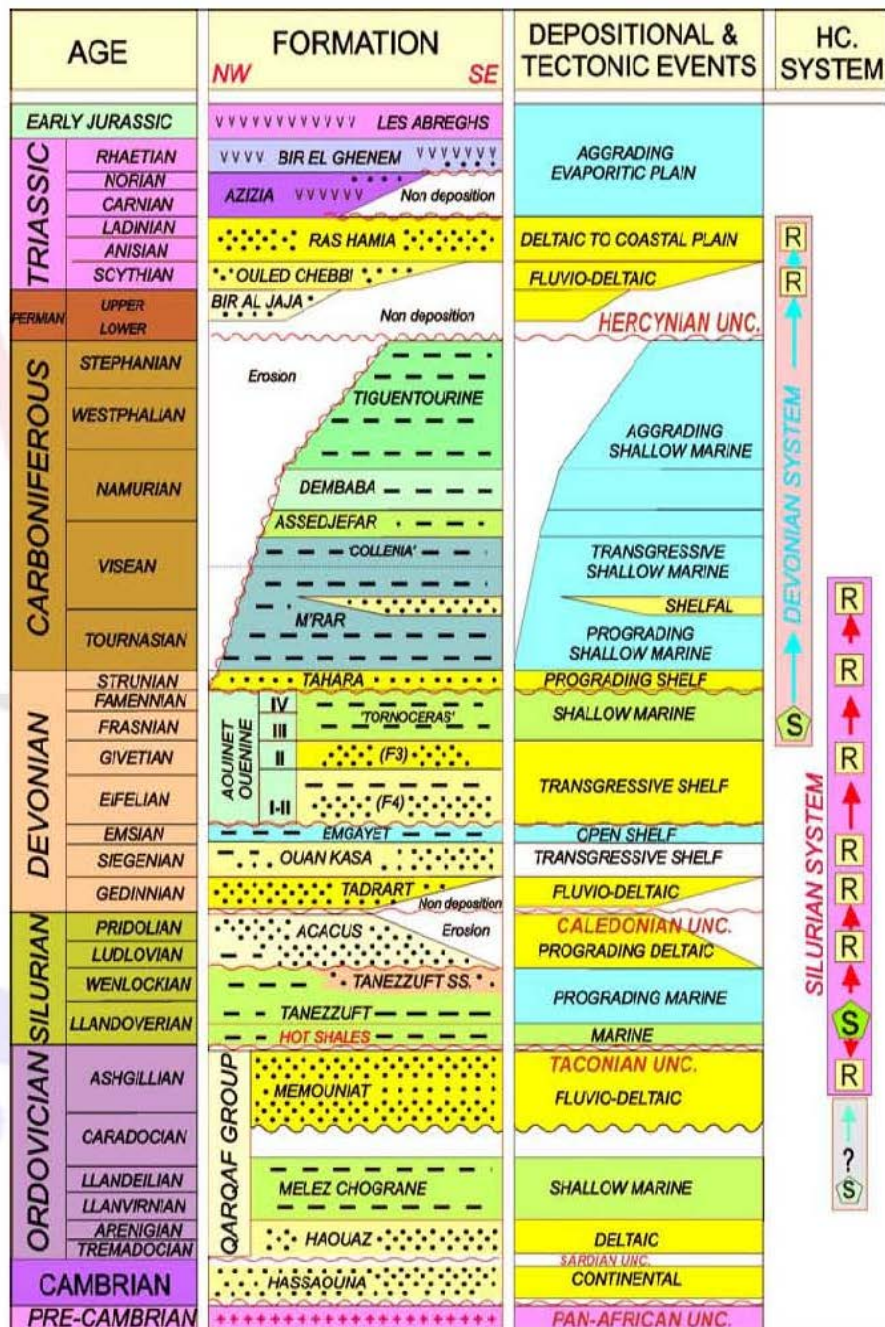 AGE
FORMATION
NW SE
DEPOSITIONAL &
TECTONIC EVENTS
HC.
SYSTEM
EARLY JURASSIC
TRIASSIC
RHAETIAN
NORIAN
CARNIAN
LADINIAN
ANISIAN
SCYTHIAN
PERMIAN
UPPER
LOWER
CARBONIFEROUS
STEPHANIAN
WESTPHALIAN
NAMURIAN
VISEAN
TOURNASIAN
DEVONIAN
STRUNIAN
FAMENNIAN
FRASNIAN
GIVETIAN
EIFELIAN
EMSIAN
SIEGENIAN
GEDINNIAN
SILURIAN
PRIDOLIAN
LUDLOVIAN
WENLOCKIAN
LLANDOVERIAN
ORDOVICIAN
ASHGILLIAN
CARADOCIAN
LLANDEILIAN
LLANVIRNIAN
ARENIGIAN
TREMADOCIAN
CAMBRIAN
PRE-CAMBRIAN
LES ABREGHS
BIR EL GHENEM
AZIZIA
Non deposition
RAS HAMIA
OULED CHEBBI
BIR AL JAJA
Non deposition
Erosion
TIGUENTOURINE
DEMBABA
ASSEDJEFAR
'COLLENIA'
M'RAR
TAHARA
AOUINET
OUENINE
IV
III
II
I-II
'TORNOCERAS'
(F3)
(F4)
EMGAYET
OUAN KASA
TADRART
Non deposition
ACACUS
Erosion
TANEZZUFT SS.
TANEZZUFT
HOT SHALES
QARQAF GROUP
MEMOUNIAT
MELEZ CHOGRANE
HAOUAZ
HASSAOUNA
AGGRADING
EVAPORITIC PLAIN
DELTAIC TO COASTAL PLAIN
FLUVIO-DELTAIC
HERCYNIAN UNC.
AGGRADING
SHALLOW MARINE
TRANSGRESSIVE
SHALLOW MARINE
SHELFAL
PROGRADING
SHALLOW MARINE
PROGRADING SHELF
SHALLOW MARINE
TRANSGRESSIVE SHELF
OPEN SHELF
TRANSGRESSIVE SHELF
FLUVIO-DELTAIC
CALEDONIAN UNC.
PROGRADING DELTAIC
PROGRADING MARINE
MARINE
TACONIAN UNC.
FLUVIO-DELTAIC
SHALLOW MARINE
DELTAIC
SARDIAN UNC.
CONTINENTAL
PAN-AFRICAN UNC.
R
R
DEVONIAN SYSTEM
S
SILURIAN SYSTEM
R
R
R
R
R
R
S
R
?
S